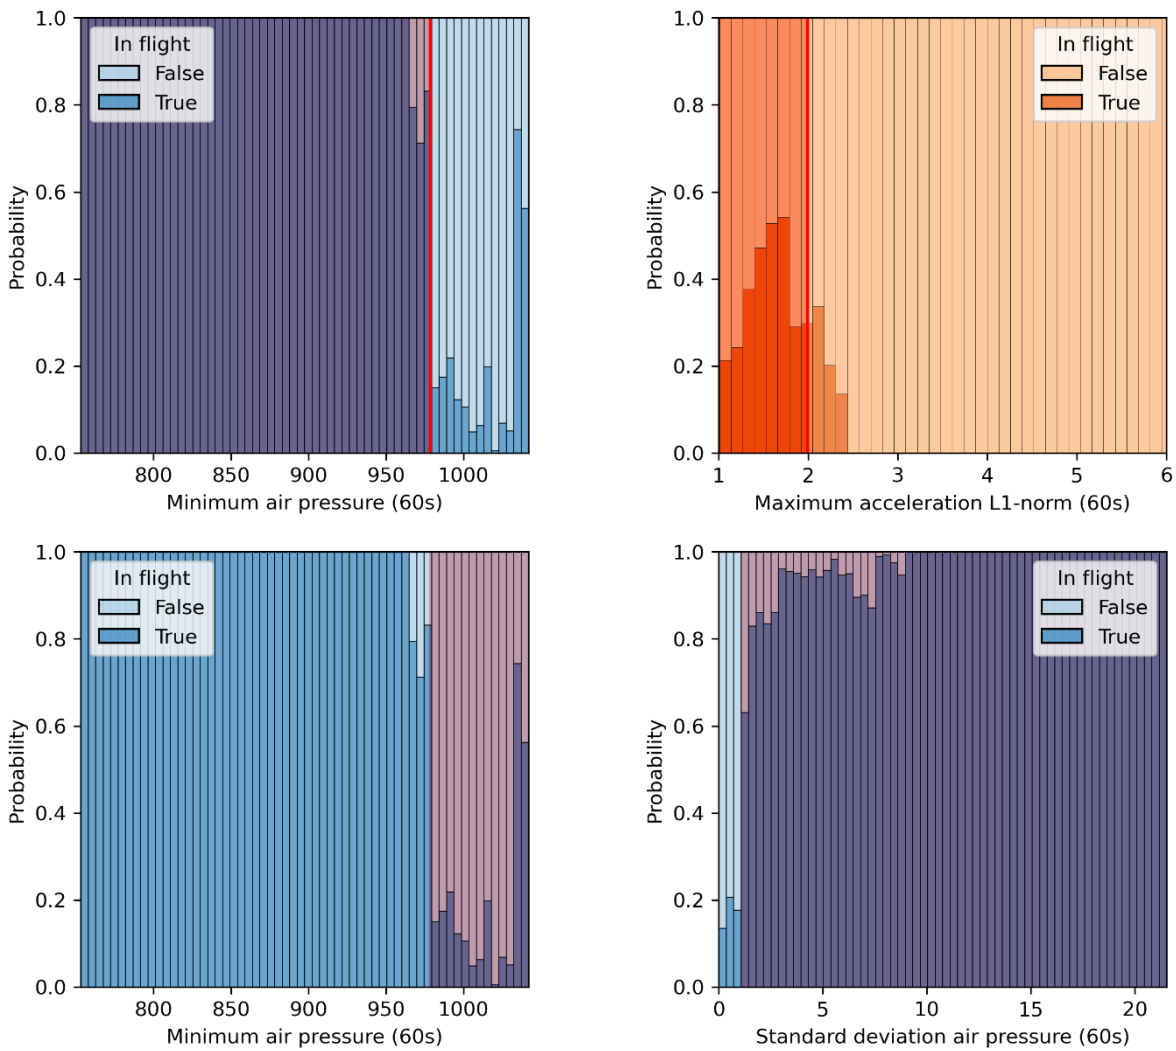 1.0
0.8
0.6
0.4
0.2
0.0
Probability
In flight
False
True
800 850 900 950 1000
Minimum air pressure (60s)
1.0
0.8
0.6
0.4
0.2
0.0
Probability
In flight
False
True
1 2 3 4 5 6
Maximum acceleration L1-norm (60s)
1.0
0.8
0.6
0.4
0.2
0.0
Probability
In flight
False
True
800 850 900 950 1000
Minimum air pressure (60s)
1.0
0.8
0.6
0.4
0.2
0.0
Probability
In flight
False
True
0 5 10 15 20
Standard deviation air pressure (60s)